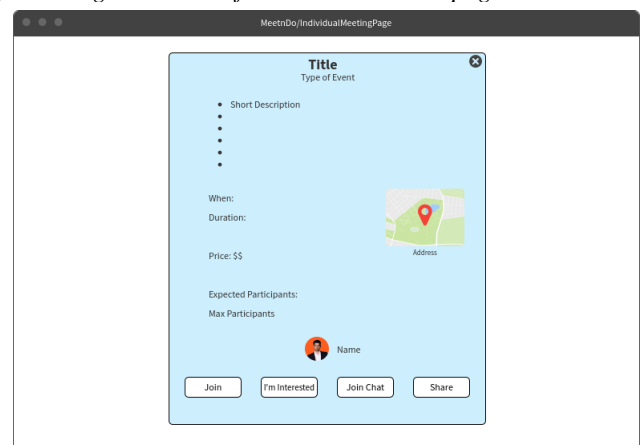 MeetnDo/IndividualMeetingPage
Title
Type of Event
Short Description
When:
Duration:
Price: $$
Address
Expected Participants:
Max Participants
Name
Join
I'm Interested
Join Chat
Share